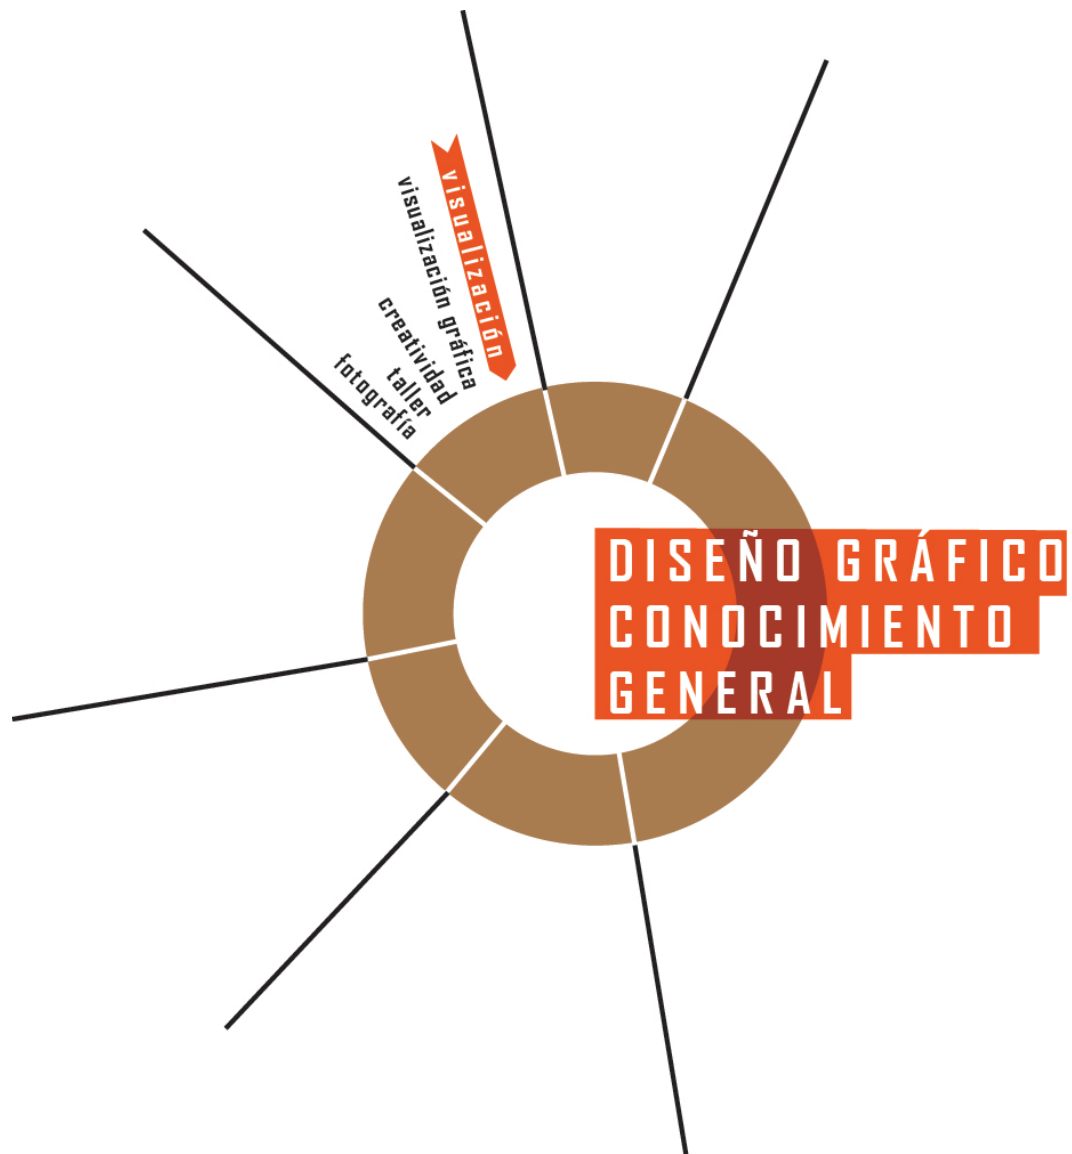 visualización
visualización gráfica
creatividad
taller
fotografía
DISEÑO GRÁFICO
CONOCIMIENTO
GENERAL